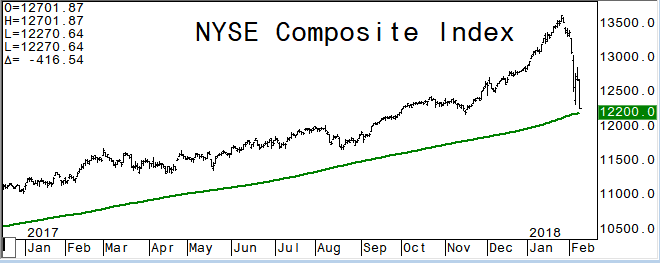 O=12701.87
H=12701.87
L=12270.64
L=12270.64
Δ= -416.54
NYSE Composite Index
13500.0
13000.0
12500.0
12200.0
12000.0
11500.0
11000.0
10500.0
2017 2018
Jan Feb Mar Apr May Jun Jul Aug Sep Oct Nov Dec Jan Feb